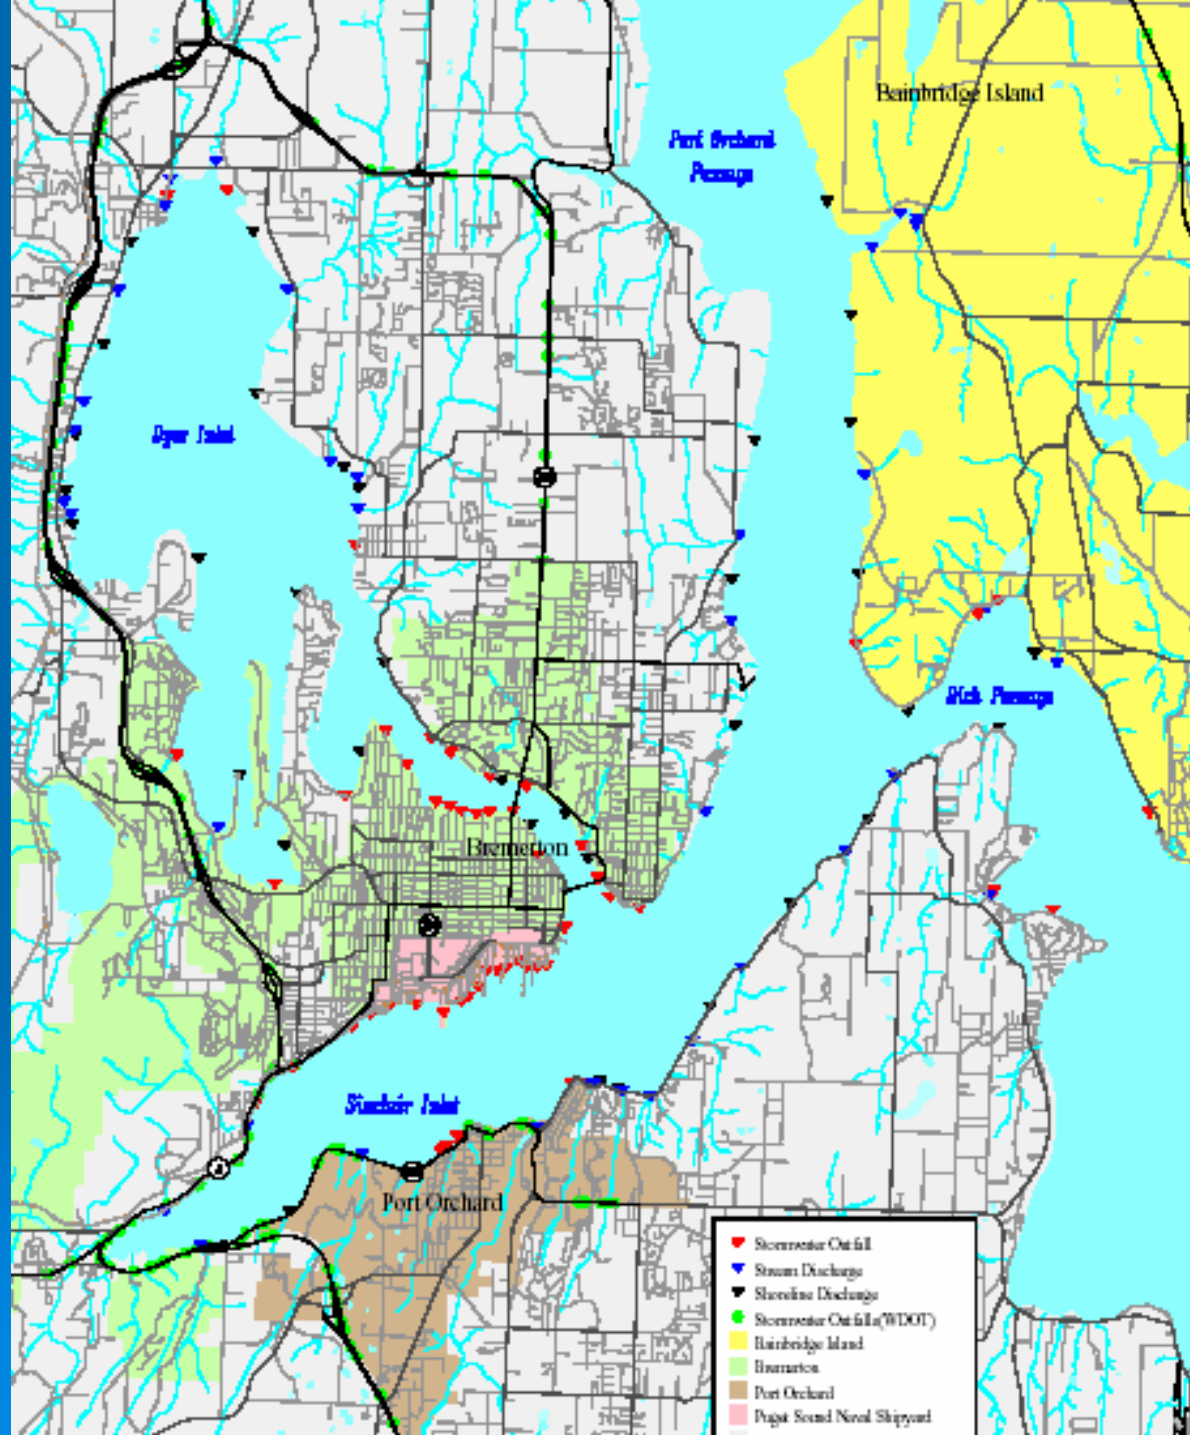 Bainbridge Island
Port Orchard
Passage
Dyes Inlet
Rich Passage
Bremerton
Sinclair Inlet
Port Orchard
Stormwater Outfall
Stream Discharge
Shoreline Discharge
Stormwater Outfalls(WDOT)
Bainbridge Island
Bremerton
Port Orchard
Puget Sound Naval Shipyard